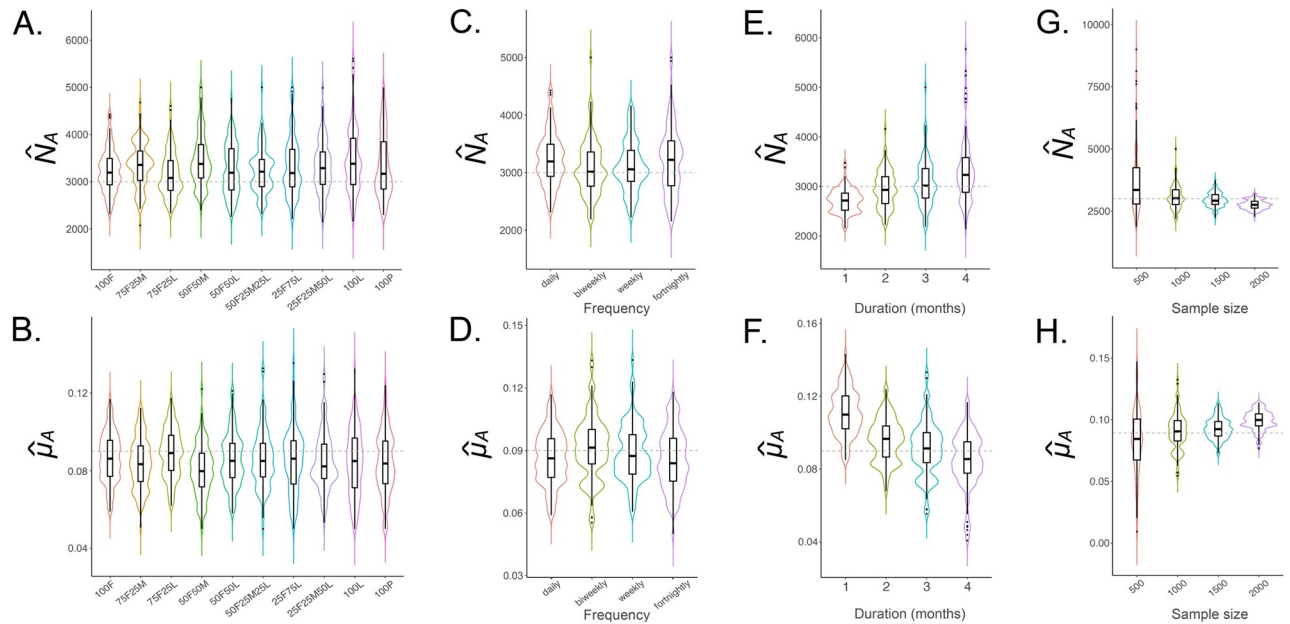 A.
N̂A
6000
5000
4000
3000
2000
100F
75F25M
75F25L
50F50M
50F50L
50F25M25L
25F75L
25F25M50L
100L
100P
C.
N̂A
5000
4000
3000
2000
daily
biweekly
weekly
fortnightly
Frequency
E.
N̂A
6000
5000
4000
3000
2000
1
2
3
4
Duration (months)
G.
N̂A
10000
7500
5000
2500
500
1000
1500
2000
Sample size
B.
μ̂A
0.12
0.08
0.04
100F
75F25M
75F25L
50F50M
50F50L
50F25M25L
25F75L
25F25M50L
100L
100P
D.
μ̂A
0.15
0.12
0.09
0.06
0.03
daily
biweekly
weekly
fortnightly
Frequency
F.
μ̂A
0.16
0.12
0.08
0.04
1
2
3
4
Duration (months)
H.
μ̂A
0.15
0.10
0.05
0.00
500
1000
1500
2000
Sample size